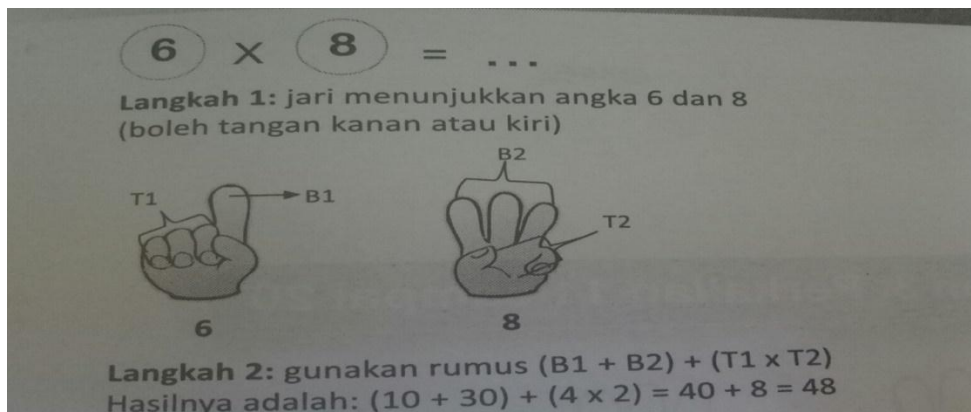 6 X 8 = ...
Langkah 1: jari menunjukkan angka 6 dan 8
(boleh tangan kanan atau kiri)
B2
T1
B1
T2
6
8
Langkah 2: gunakan rumus (B1 + B2) + (T1 x T2)
Hasilnya adalah: (10 + 30) + (4 x 2) = 40 + 8 = 48